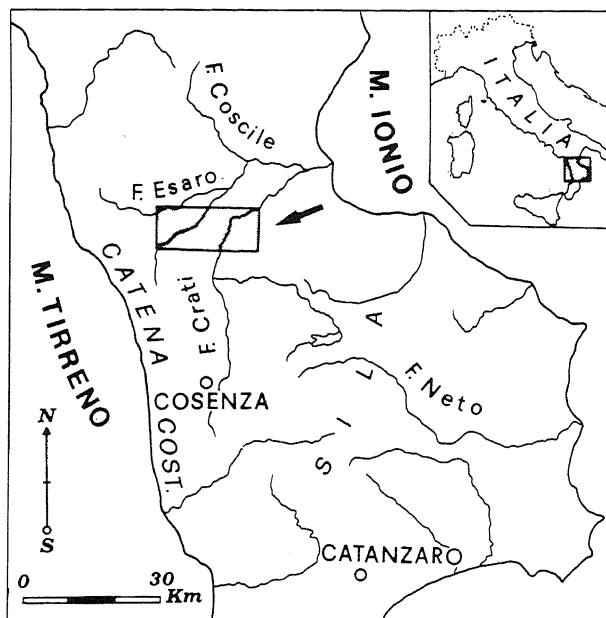 F. Coscile
M. IONIO
ITALIA
F. Esaro
M. TIRRENO
CATENA
COST.
F. Crati
SILA
F. Neto
COSENZA
N
S
CATANZARO
0 30
Km